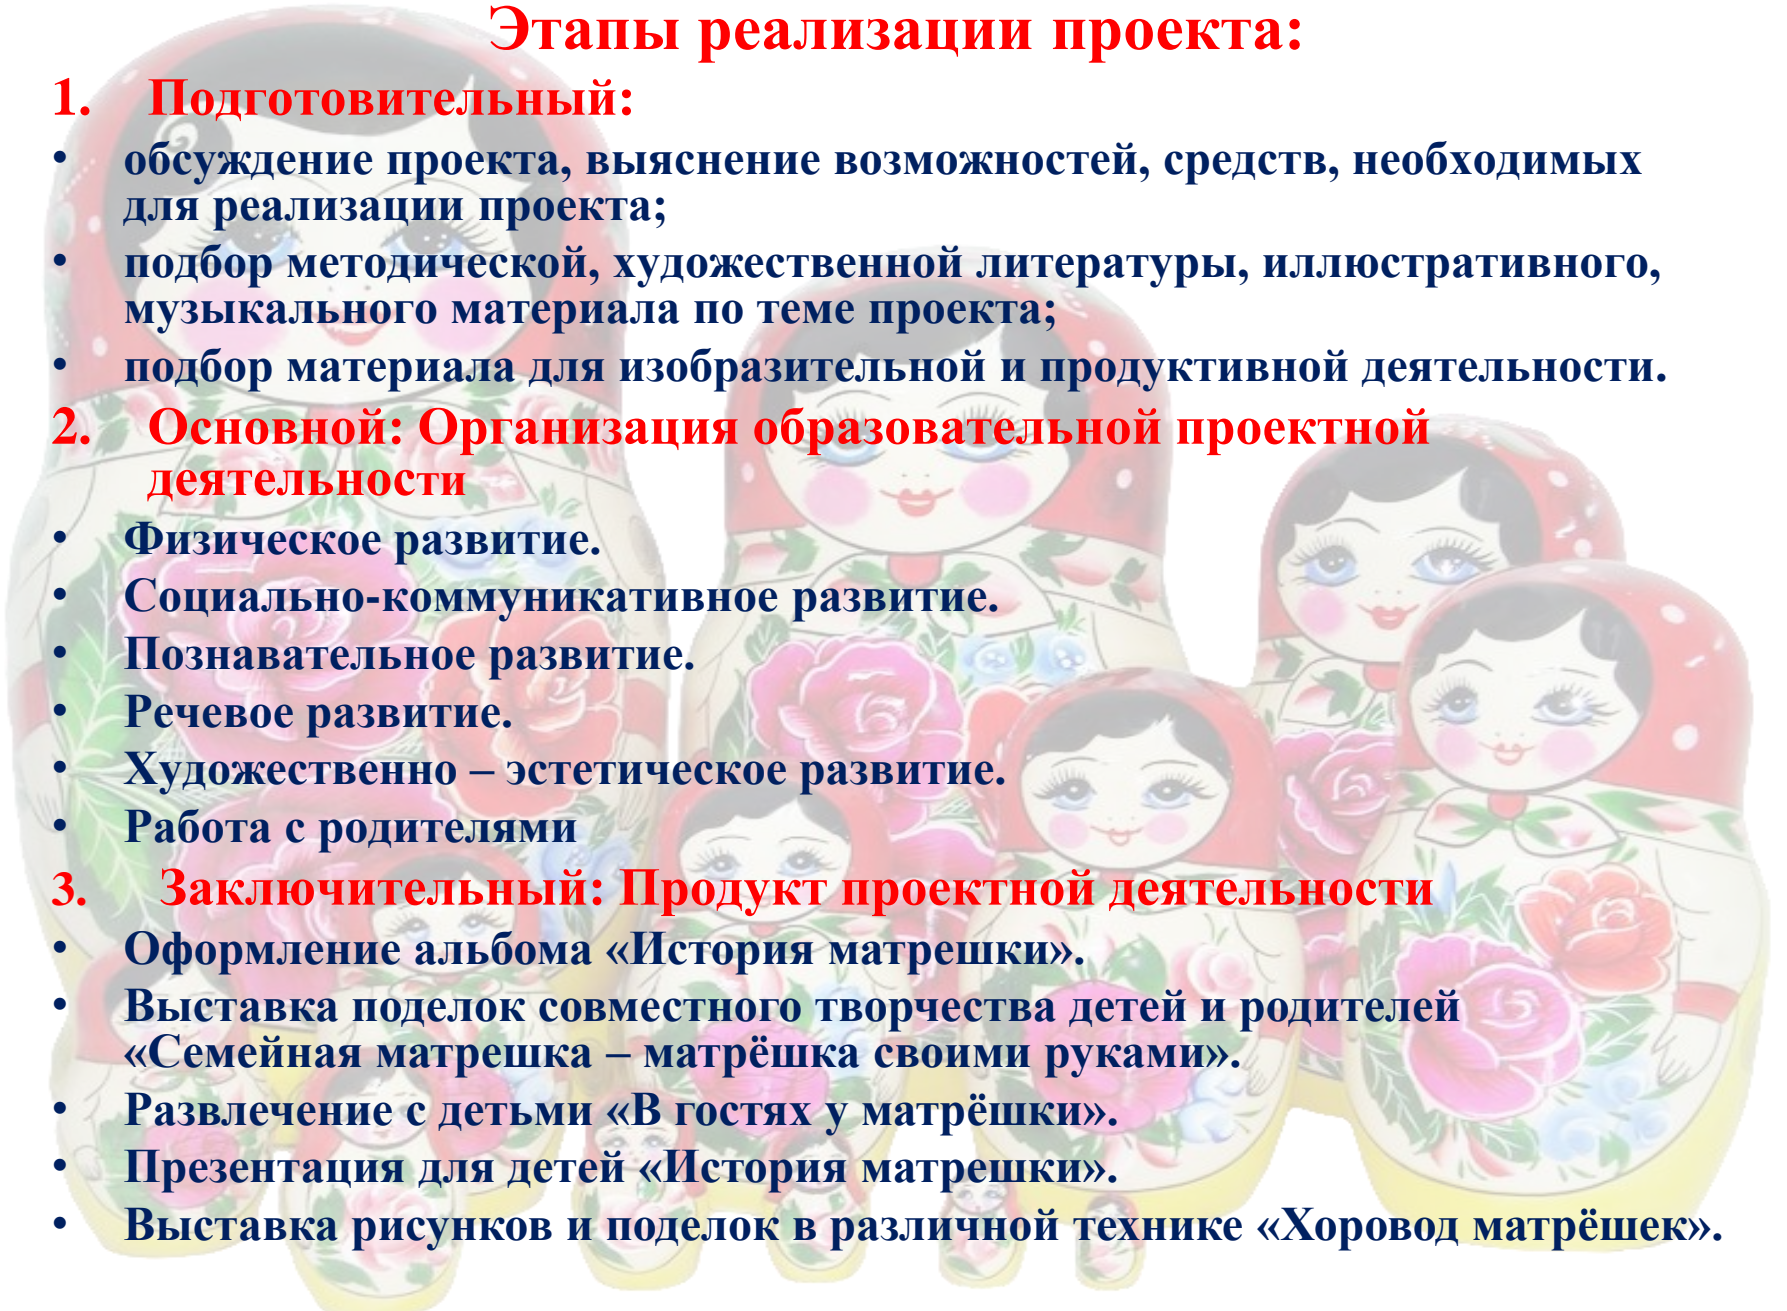 Этапы реализации проекта:
1. Подготовительный:
• обсуждение проекта, выяснение возможностей, средств, необходимых
для реализации проекта;
• подбор методической, художественной литературы, иллюстративного,
музыкального материала по теме проекта;
• подбор материала для изобразительной и продуктивной деятельности.
2. Основной: Организация образовательной проектной
деятельности
• Физическое развитие.
• Социально-коммуникативное развитие.
• Познавательное развитие.
• Речевое развитие.
• Художественно – эстетическое развитие.
• Работа с родителями
3. Заключительный: Продукт проектной деятельности
• Оформление альбома «История матрешки».
• Выставка поделок совместного творчества детей и родителей
«Семейная матрешка – матрёшка своими руками».
• Развлечение с детьми «В гостях у матрёшки».
• Презентация для детей «История матрешки».
• Выставка рисунков и поделок в различной технике «Хоровод матрёшек».